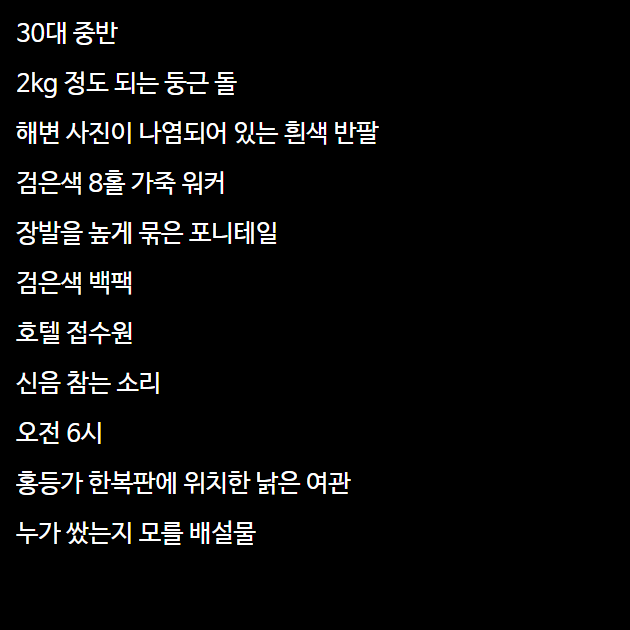 30대 중반
2kg 정도 되는 둥근 돌
해변 사진이 나염되어 있는 흰색 반팔
검은색 8홀 가죽 워커
장발을 높게 묶은 포니테일
검은색 백팩
호텔 접수원
신음 참는 소리
오전 6시
홍등가 한복판에 위치한 낡은 여관
누가 쌌는지 모를 배설물